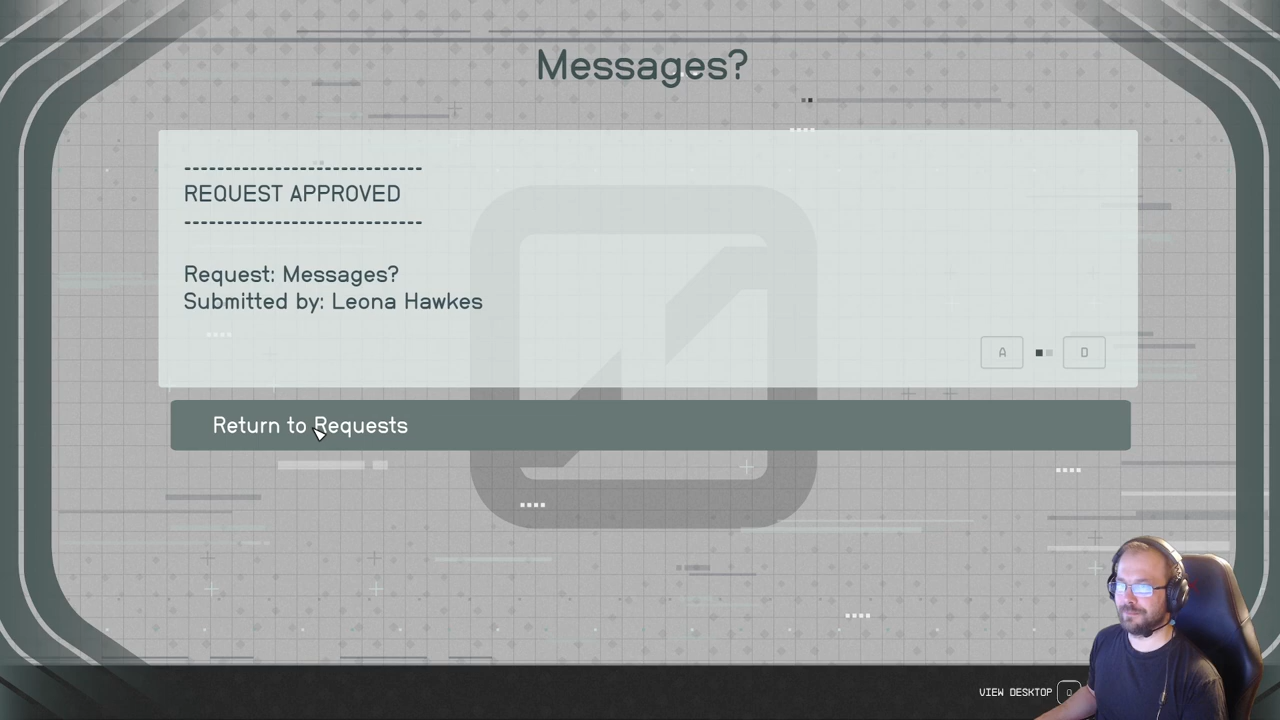 Messages?
-----------------------------
REQUEST APPROVED
-----------------------------
Request: Messages?
Submitted by: Leona Hawkes
A
D
Return to Requests
VIEW DESKTOP
Q